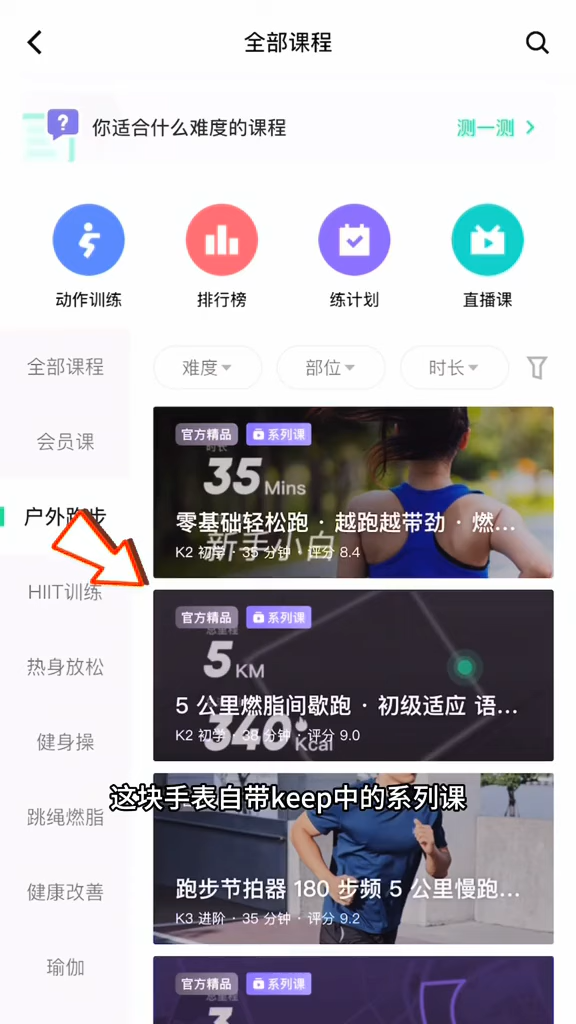 全部课程
你适合什么难度的课程
测一测
动作训练
排行榜
练计划
直播课
全部课程
难度
部位
时长
会员课
户外跑步
HIIT训练
热身放松
健身操
跳绳燃脂
健康改善
瑜伽
官方精品 系列课
时长
35 Mins
零基础轻松跑 · 越跑越带劲 · 燃...
新手小白
K2 初学 · 35 分钟 · 评分 8.4
官方精品 系列课
总里程
5 KM
5 公里燃脂间歇跑 · 初级适应 语...
340 Kcal
K2 初学 · 38 分钟 · 评分 9.0
这块手表自带keep中的系列课
跑步节拍器 180 步频 5 公里慢跑...
K3 进阶 · 35 分钟 · 评分 9.2
官方精品 系列课
总里程